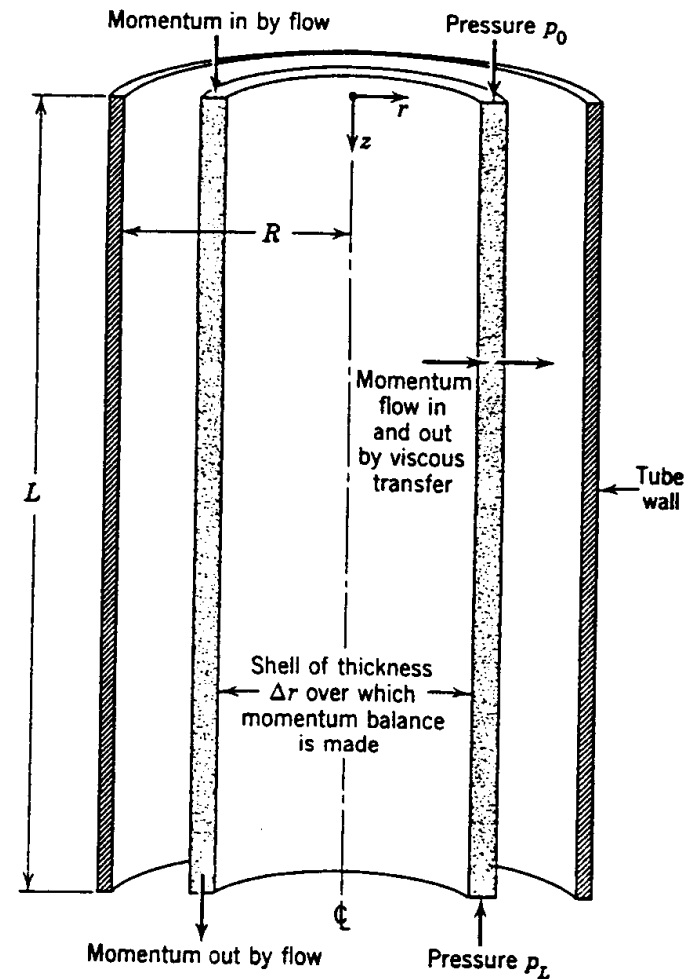 Momentum in by flow
Pressure p₀
r
z
R
Momentum
flow in
and out
by viscous
transfer
L
Tube
wall
Shell of thickness
Δr over which
momentum balance
is made
℄
Momentum out by flow
Pressure p_L